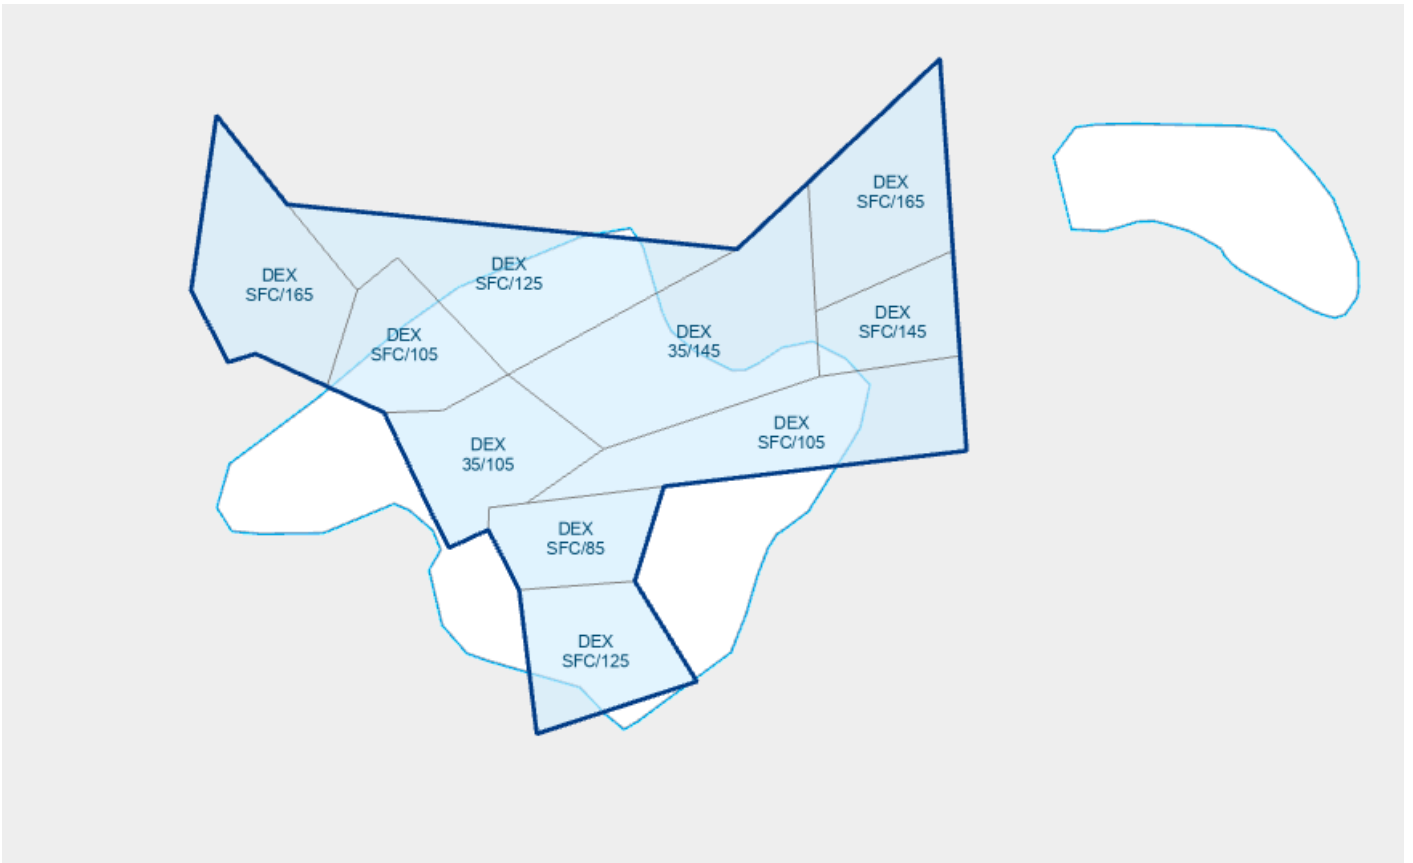 DEX
SFC/165
DEX
SFC/125
DEX
SFC/165
DEX
SFC/105
DEX
35/145
DEX
SFC/145
DEX
35/105
DEX
SFC/105
DEX
SFC/85
DEX
SFC/125